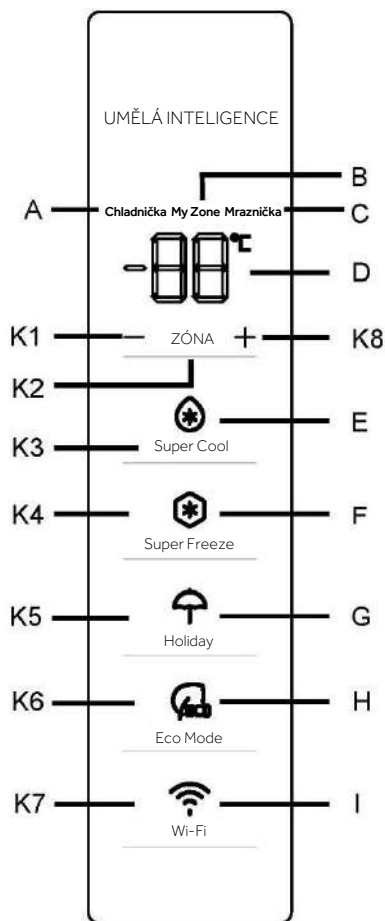 UMĚLÁ INTELIGENCE
B
A Chladnička My Zone Mraznička C
-88°C D
K1 - ZÓNA + K8
K2
E
K3 Super Cool
K4 F
Super Freeze
K5 G
Holiday
K6 eco H
Eco Mode
K7 I
Wi-Fi